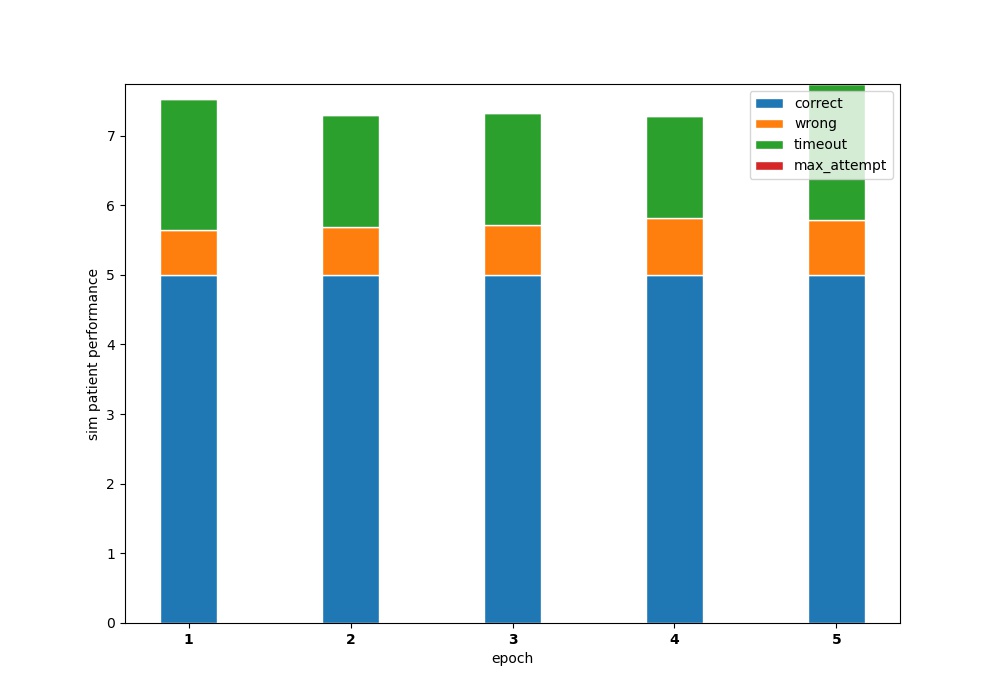 correct
wrong
timeout
max_attempt
7
6
5
4
3
2
1
0
sim patient performance
1 2 3 4 5
epoch